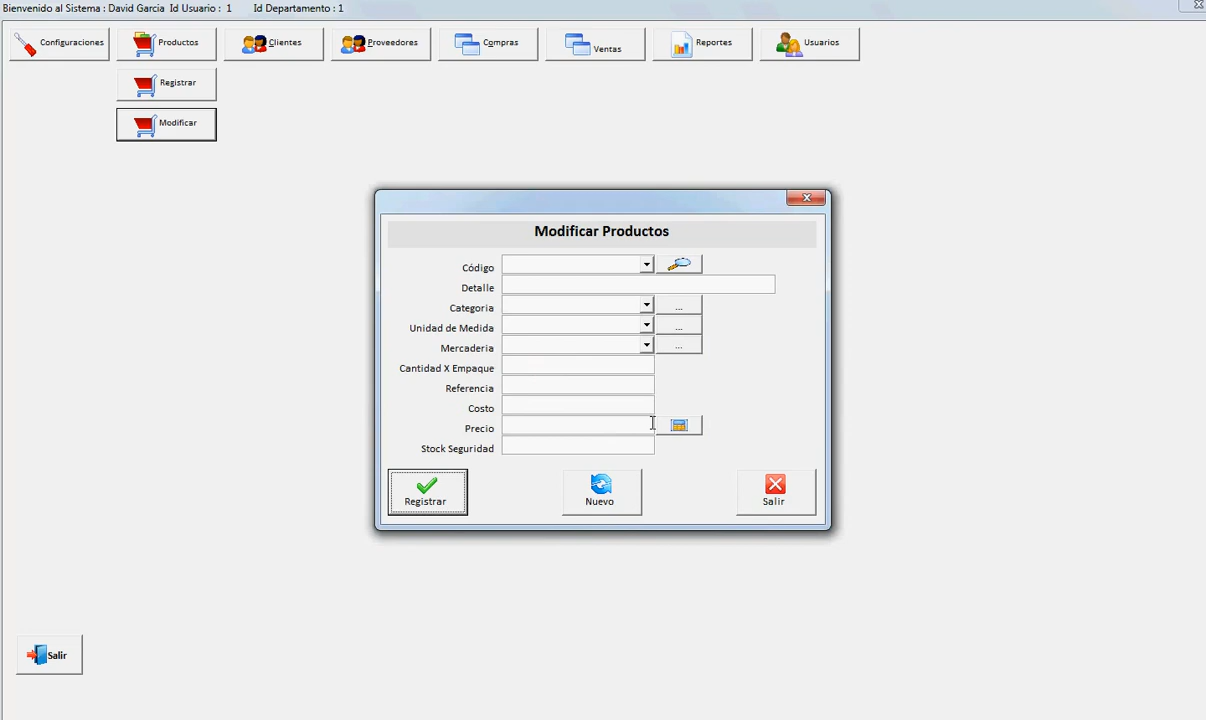 Bienvenido al Sistema : David Garcia Id Usuario : 1 Id Departamento : 1
Configuraciones Productos Clientes Proveedores Compras Ventas Reportes Usuarios
Registrar
Modificar
Modificar Productos
Código
Detalle
Categoria ...
Unidad de Medida ...
Mercaderia ...
Cantidad X Empaque
Referencia
Costo
Precio
Stock Seguridad
Registrar Nuevo Salir
Salir